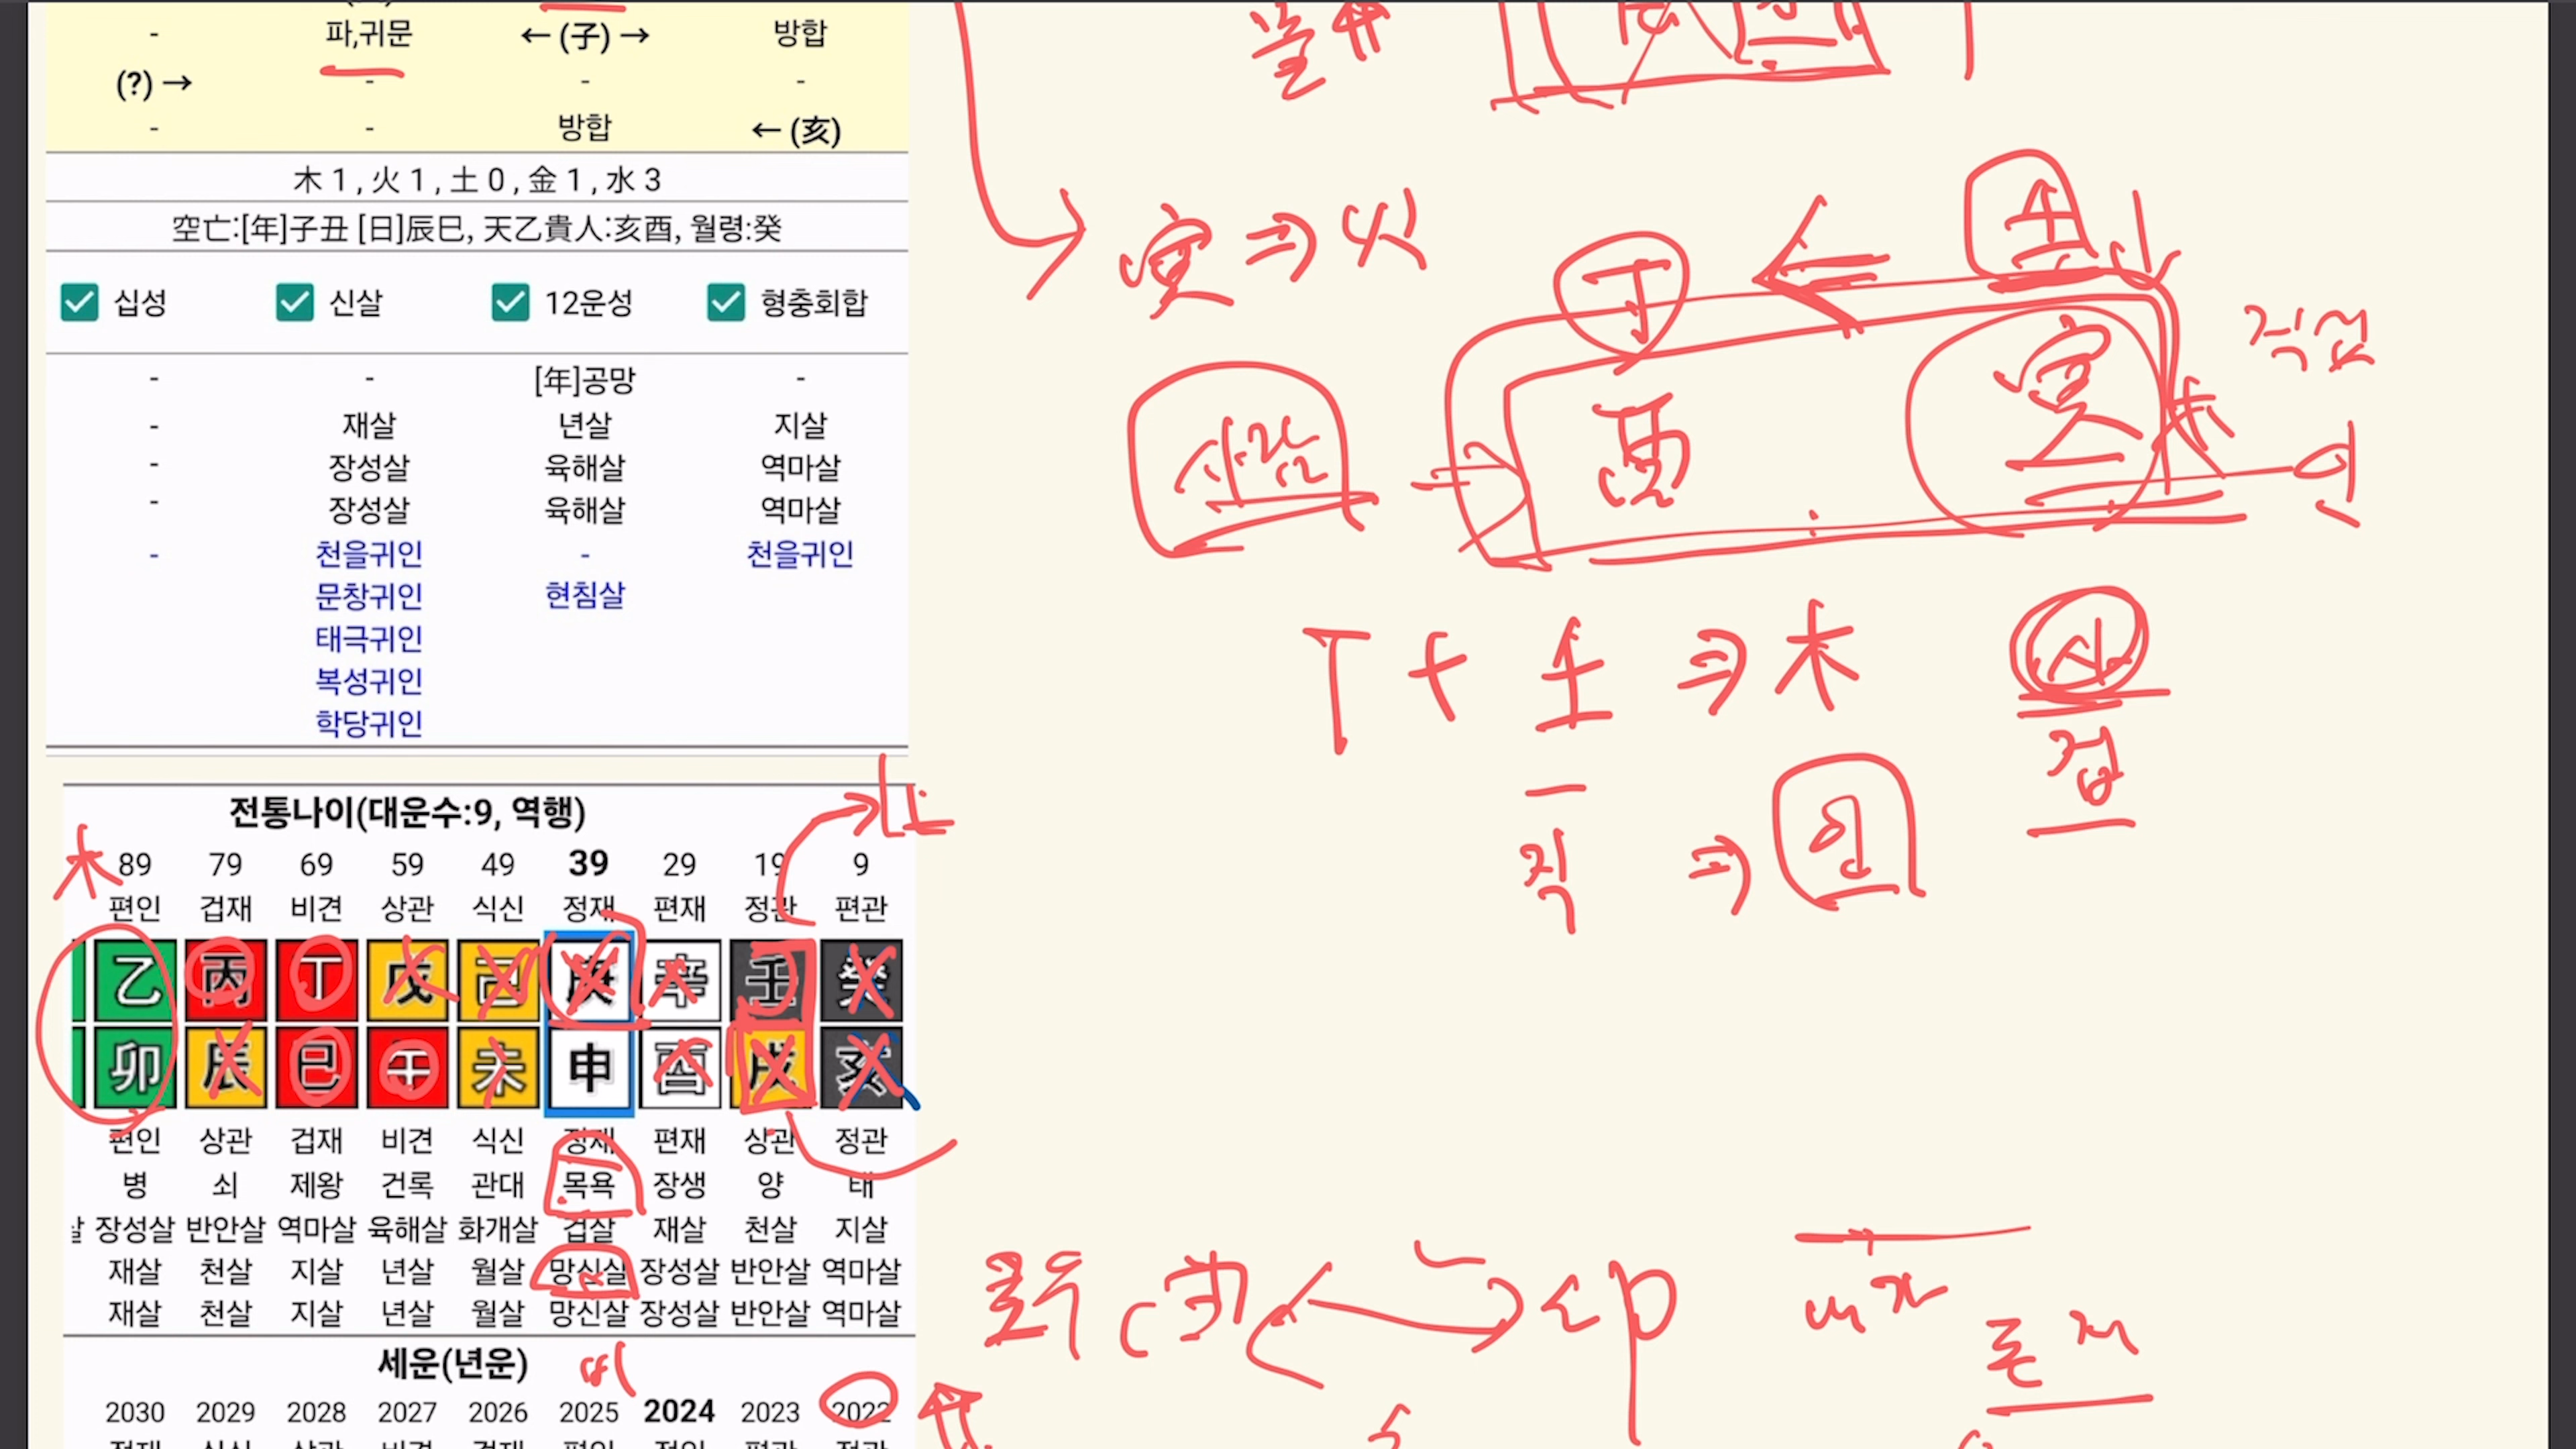 - 파,귀문 ←(子)→ 방합
(?)→ - - -
- - 방합 ←(亥)
木1,火1,土0,金1,水3
空亡:[年]子丑 [日]辰巳, 天乙貴人:亥酉, 월령:癸
십성 신살 12운성 형충회합
- - [年]공망 -
- 재살 년살 지살
- 장성살 육해살 역마살
- 장성살 육해살 역마살
- 천을귀인 - 천을귀인
문창귀인 현침살
태극귀인
복성귀인
학당귀인
전통나이(대운수:9, 역행)
木
89 79 69 59 49 39 29 19 9
편인 겁재 비견 상관 식신 정재 편재 정관 편관
乙 丙 丁 戊 己 庚 辛 壬 癸
卯 辰 巳 午 未 申 酉 戌 亥
편인 상관 겁재 비견 식신 정재 편재 상관 정관
병 쇠 제왕 건록 관대 목욕 장생 양 태
살 장성살 반안살 역마살 육해살 화개살 겁살 재살 천살 지살
재살 천살 지살 년살 월살 망신살 장성살 반안살 역마살
재살 천살 지살 년살 월살 망신살 장성살 반안살 역마살
세운(년운)
2030 2029 2028 2027 2026 2025 2024 2023 2022
寅 ⇒ 火
丁 壬
사람 酉 寅 인
丁 + 壬 ⇒ 木
직 ⇒ 인